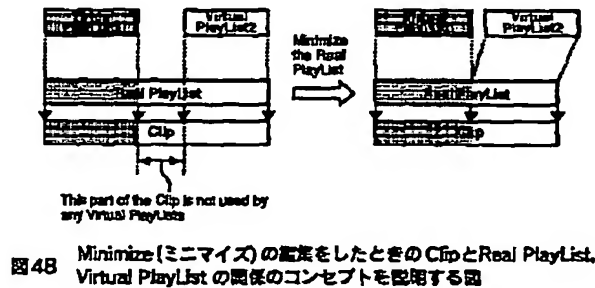 Virtual
PlayList2
Virtual
PlayList2
Minimize
the Real
PlayList
Real PlayList
Clip
This part of the Clip is not used by
any Virtual PlayLists
図48 Minimize(ミニマイズ)の編集をしたときのClipとReal PlayList,
Virtual PlayListの関係のコンセプトを説明する図